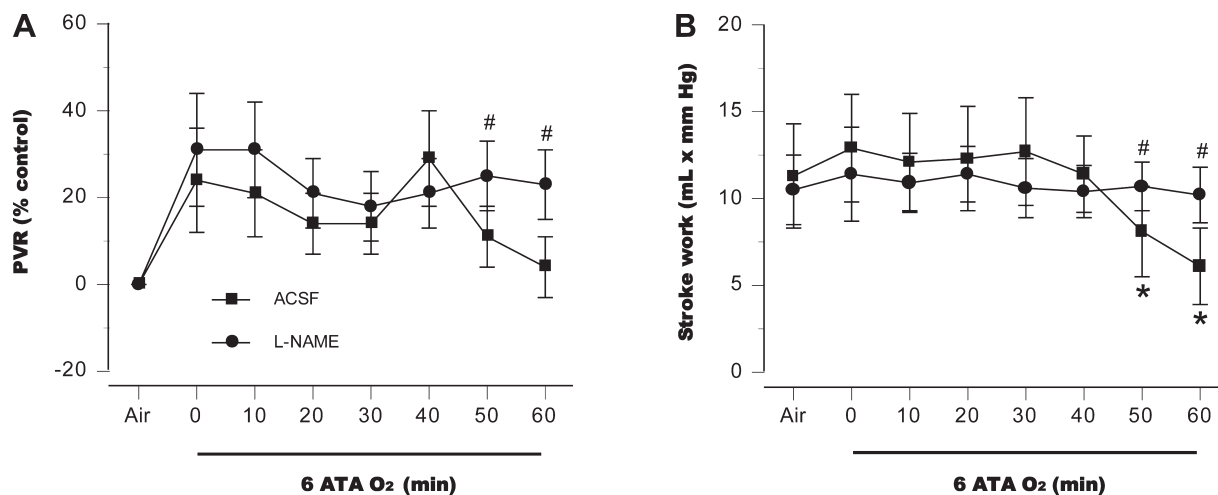 A
PVR (% control)
60
40
20
0
-20
#
#
ACSF
L-NAME
Air 0 10 20 30 40 50 60
6 ATA O₂ (min)
B
Stroke work (mL x mm Hg)
20
15
10
5
0
#
#
*
*
Air 0 10 20 30 40 50 60
6 ATA O₂ (min)